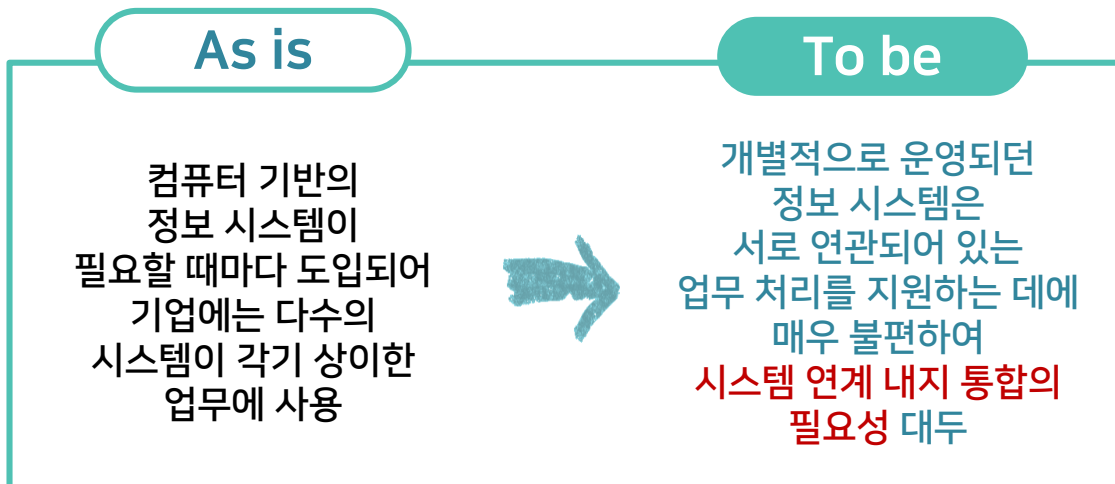 As is
컴퓨터 기반의
정보 시스템이
필요할 때마다 도입되어
기업에는 다수의
시스템이 각기 상이한
업무에 사용
To be
개별적으로 운영되던
정보 시스템은
서로 연관되어 있는
업무 처리를 지원하는 데에
매우 불편하여
시스템 연계 내지 통합의
필요성 대두